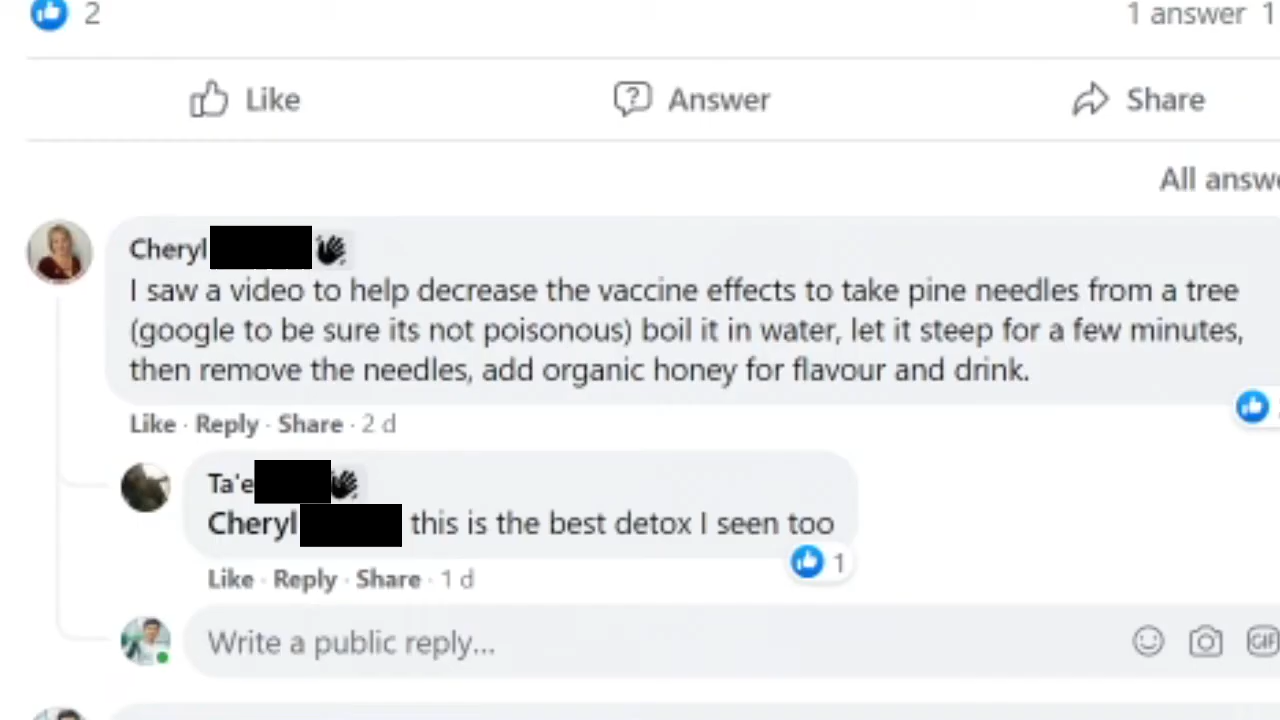 2
1 answer 1
Like
Answer
Share
All answe
Cheryl
I saw a video to help decrease the vaccine effects to take pine needles from a tree
(google to be sure its not poisonous) boil it in water, let it steep for a few minutes,
then remove the needles, add organic honey for flavour and drink.
Like · Reply · Share · 2 d
Ta'e
Cheryl this is the best detox I seen too
1
Like · Reply · Share · 1 d
Write a public reply...
GIF